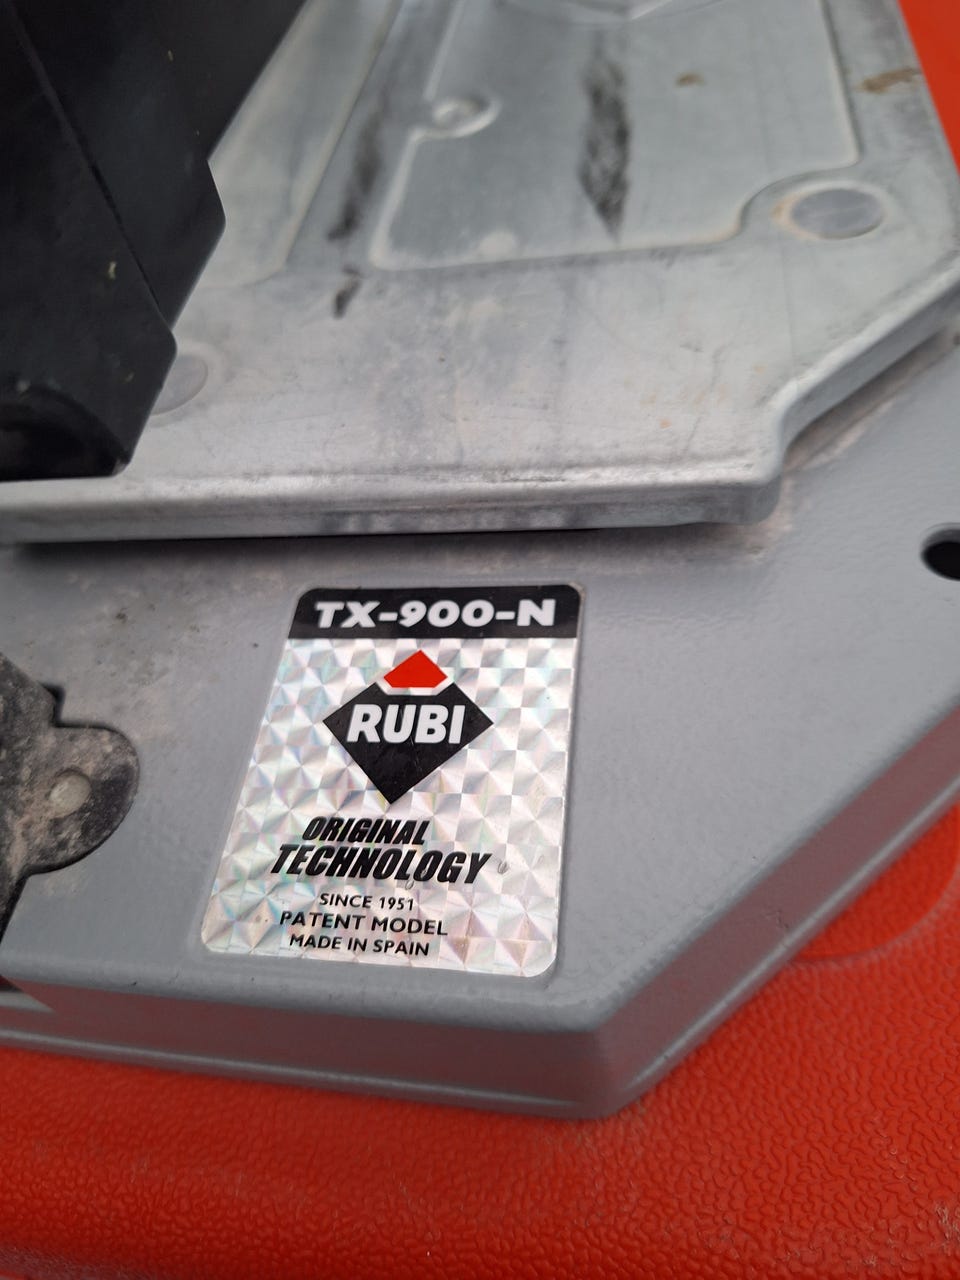 TX-900-N
RUBI
ORIGINAL
TECHNOLOGY
SINCE 1951
PATENT MODEL
MADE IN SPAIN